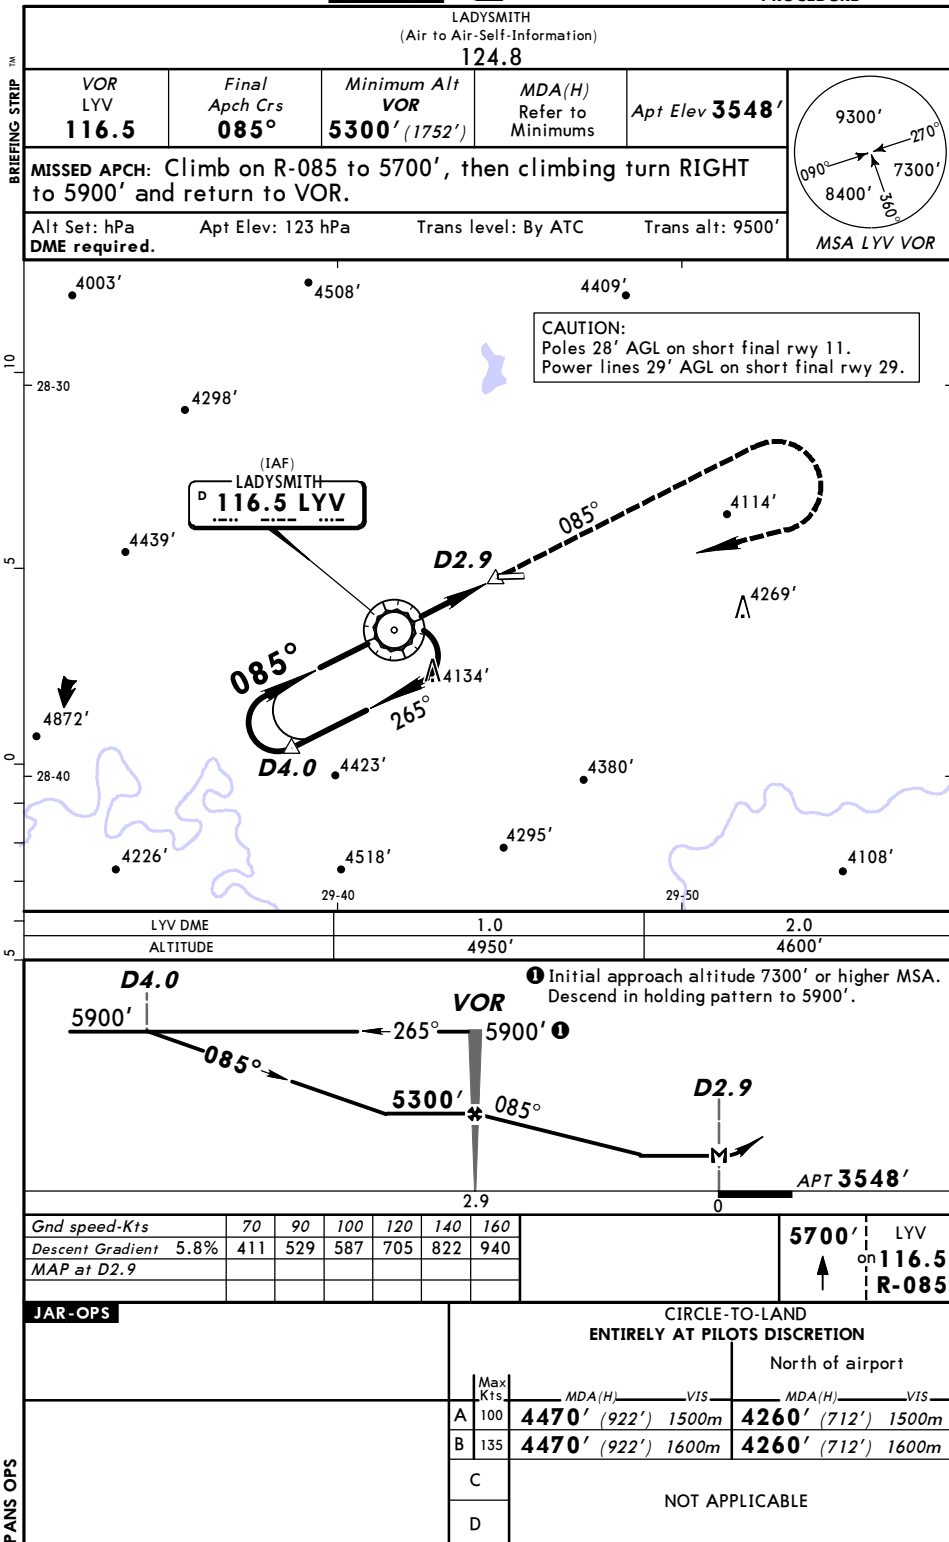 PROCEDURE
LADYSMITH
(Air to Air-Self-Information)
124.8
BRIEFING STRIP TM
VOR
LYV
116.5
Final
Apch Crs
085°
Minimum Alt
VOR
5300' (1752')
MDA(H)
Refer to
Minimums
Apt Elev 3548'
9300'
270°
090°
7300'
8400'
360°
MSA LYV VOR
MISSED APCH: Climb on R-085 to 5700', then climbing turn RIGHT
to 5900' and return to VOR.
Alt Set: hPa Apt Elev: 123 hPa Trans level: By ATC Trans alt: 9500'
DME required.
4003'
4508'
4409'
CAUTION:
Poles 28' AGL on short final rwy 11.
Power lines 29' AGL on short final rwy 29.
10
28-30
4298'
(IAF)
LADYSMITH
D 116.5 LYV
4114'
085°
4439'
D2.9
5
4269'
085°
4134'
265°
4872'
D4.0
0
28-40
4423'
4380'
4295'
4226'
4518'
4108'
29-40
29-50
LYV DME 1.0 2.0
ALTITUDE 4950' 4600'
5
D4.0
VOR
1 Initial approach altitude 7300' or higher MSA.
Descend in holding pattern to 5900'.
5900'
265°
5900' 1
085°
5300'
085°
D2.9
M
APT 3548'
2.9
0
Gnd speed-Kts 70 90 100 120 140 160
Descent Gradient 5.8% 411 529 587 705 822 940
MAP at D2.9
5700'
on
LYV
116.5
R-085
JAR-OPS
CIRCLE-TO-LAND
ENTIRELY AT PILOTS DISCRETION
North of airport
Max
Kts
MDA(H) VIS MDA(H) VIS
A 100 4470' (922') 1500m 4260' (712') 1500m
B 135 4470' (922') 1600m 4260' (712') 1600m
C
NOT APPLICABLE
D
PANS OPS